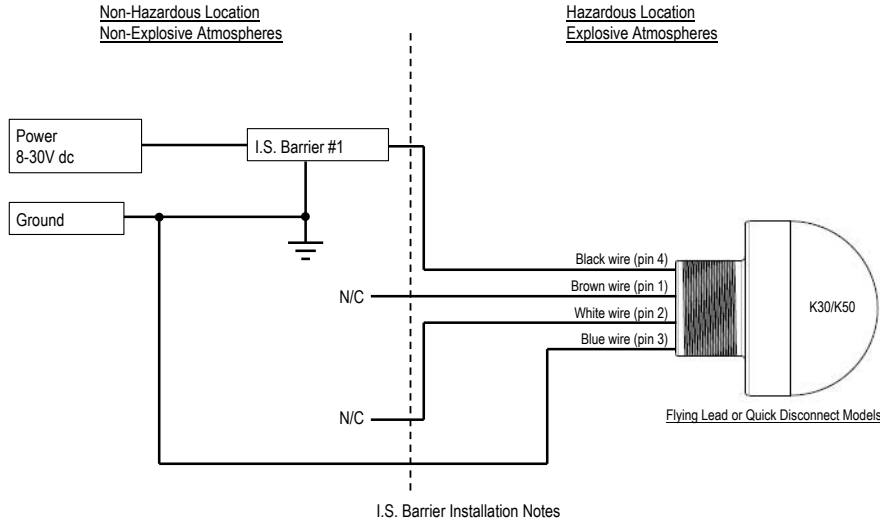 Non-Hazardous Location
Non-Explosive Atmospheres
Hazardous Location
Explosive Atmospheres
Power
8-30V dc
I.S. Barrier #1
Ground
Black wire (pin 4)
Brown wire (pin 1)
N/C
White wire (pin 2)
Blue wire (pin 3)
K30/K50
N/C
Flying Lead or Quick Disconnect Models
I.S. Barrier Installation Notes